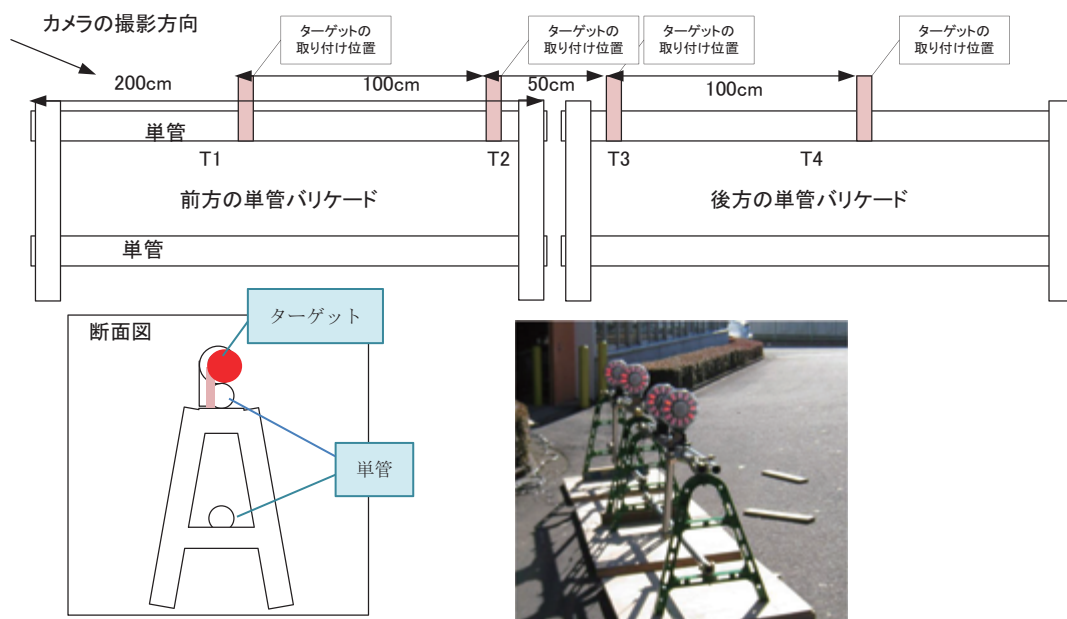 カメラの撮影方向
ターゲットの
取り付け位置
ターゲットの
取り付け位置
ターゲットの
取り付け位置
ターゲットの
取り付け位置
200cm
100cm
50cm
100cm
単管
T1
T2
T3
T4
前方の単管バリケード
後方の単管バリケード
単管
断面図
ターゲット
単管